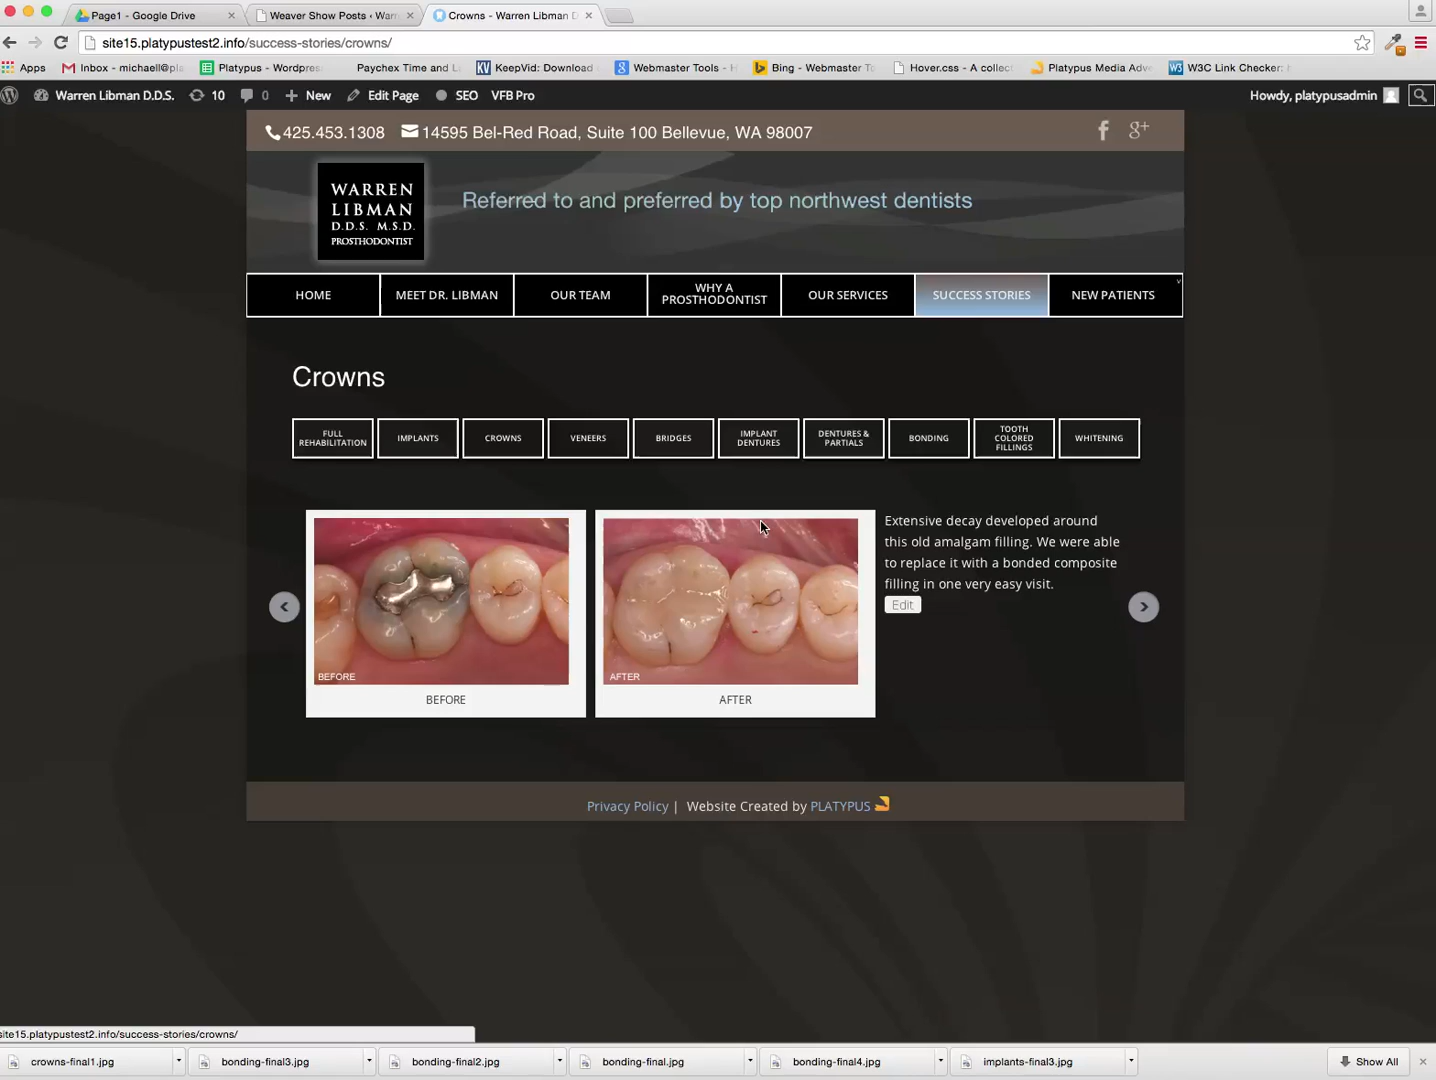 Page1 - Google Drive
Weaver Show Posts ‹ War
Crowns - Warren Libman D
site15.platypustest2.info/success-stories/crowns/
Apps
Inbox - michaell@pl
Platypus - Wordpres
Paychex Time and L
KeepVid: Download
Webmaster Tools - H
Bing - Webmaster To
Hover.css - A collect
Platypus Media Adve
W3C Link Checker: h
Warren Libman D.D.S.
10
0
New
Edit Page
SEO
VFB Pro
Howdy, platypusadmin
425.453.1308
14595 Bel-Red Road, Suite 100 Bellevue, WA 98007
WARREN
LIBMAN
D.D.S. M.S.D.
PROSTHODONTIST
Referred to and preferred by top northwest dentists
HOME
MEET DR. LIBMAN
OUR TEAM
WHY A
PROSTHODONTIST
OUR SERVICES
SUCCESS STORIES
NEW PATIENTS
Crowns
FULL
REHABILITATION
IMPLANTS
CROWNS
VENEERS
BRIDGES
IMPLANT
DENTURES
DENTURES &
PARTIALS
BONDING
TOOTH
COLORED
FILLINGS
WHITENING
BEFORE
BEFORE
AFTER
AFTER
Extensive decay developed around
this old amalgam filling. We were able
to replace it with a bonded composite
filling in one very easy visit.
Edit
Privacy Policy | Website Created by PLATYPUS
site15.platypustest2.info/success-stories/crowns/
crowns-final1.jpg
bonding-final3.jpg
bonding-final2.jpg
bonding-final.jpg
bonding-final4.jpg
implants-final3.jpg
Show All